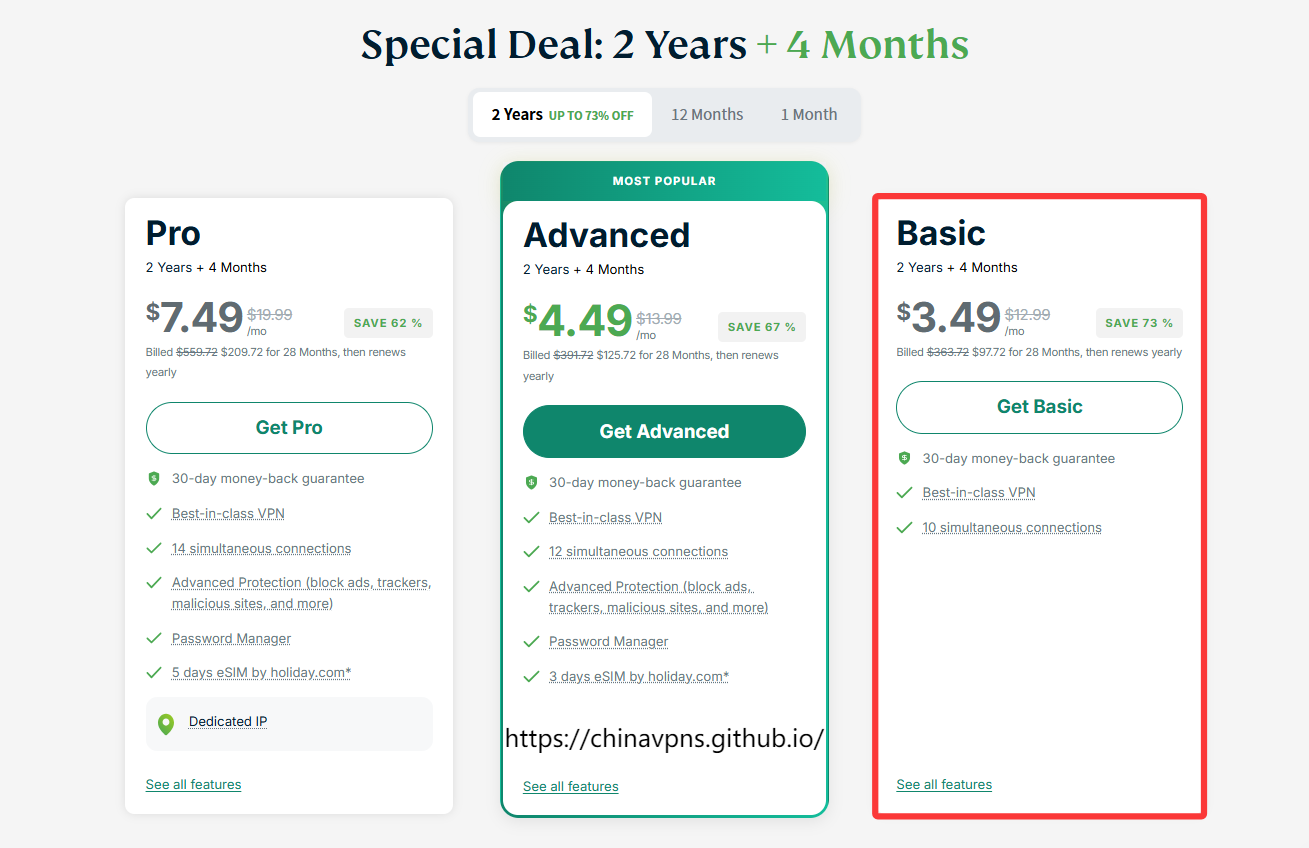 Special Deal: 2 Years + 4 Months
2 Years UP TO 73% OFF 12 Months 1 Month
Pro
2 Years + 4 Months
$7.49 $19.99 /mo SAVE 62 %
Billed $559.72 $209.72 for 28 Months, then renews
yearly
Get Pro
30-day money-back guarantee
Best-in-class VPN
14 simultaneous connections
Advanced Protection (block ads, trackers,
malicious sites, and more)
Password Manager
5 days eSIM by holiday.com*
Dedicated IP
See all features
MOST POPULAR
Advanced
2 Years + 4 Months
$4.49 $13.99 /mo SAVE 67 %
Billed $391.72 $125.72 for 28 Months, then renews
yearly
Get Advanced
30-day money-back guarantee
Best-in-class VPN
12 simultaneous connections
Advanced Protection (block ads,
trackers, malicious sites, and more)
Password Manager
3 days eSIM by holiday.com*
https://chinavpns.github.io/
See all features
Basic
2 Years + 4 Months
$3.49 $12.99 /mo SAVE 73 %
Billed $363.72 $97.72 for 28 Months, then renews yearly
Get Basic
30-day money-back guarantee
Best-in-class VPN
10 simultaneous connections
See all features